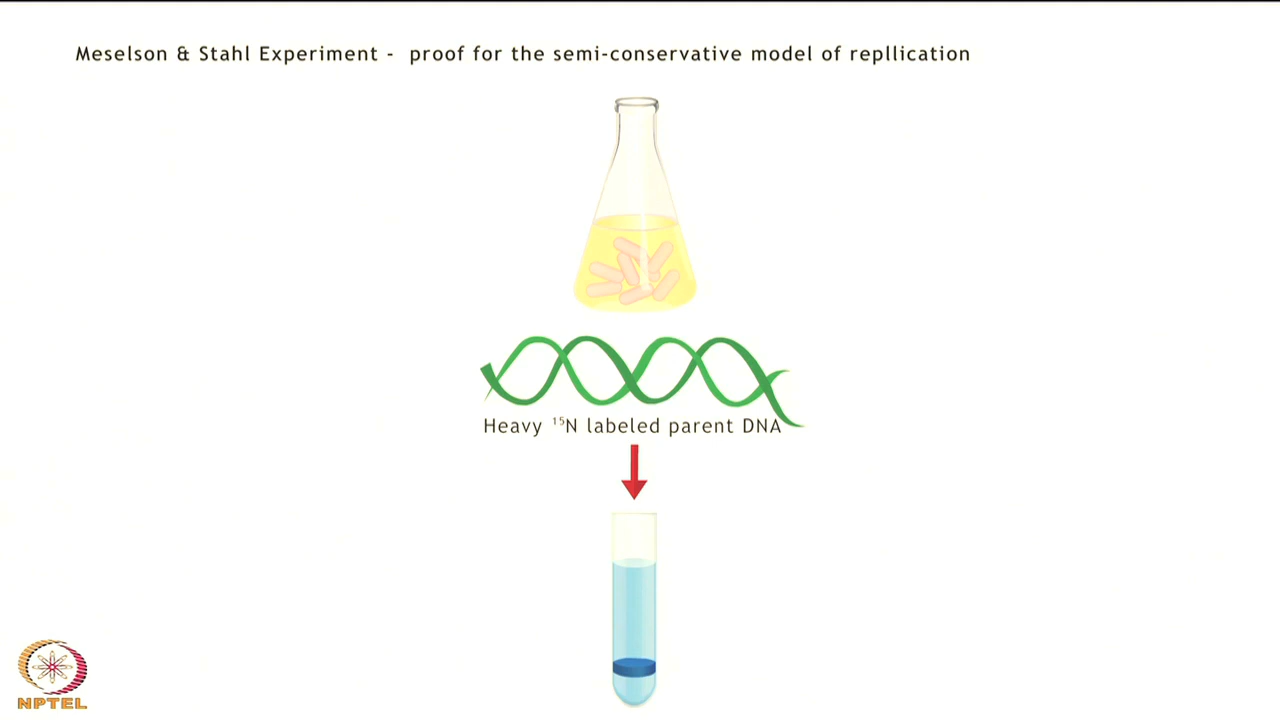 Meselson & Stahl Experiment - proof for the semi-conservative model of repllication
Heavy ¹⁵N labeled parent DNA
NPTEL